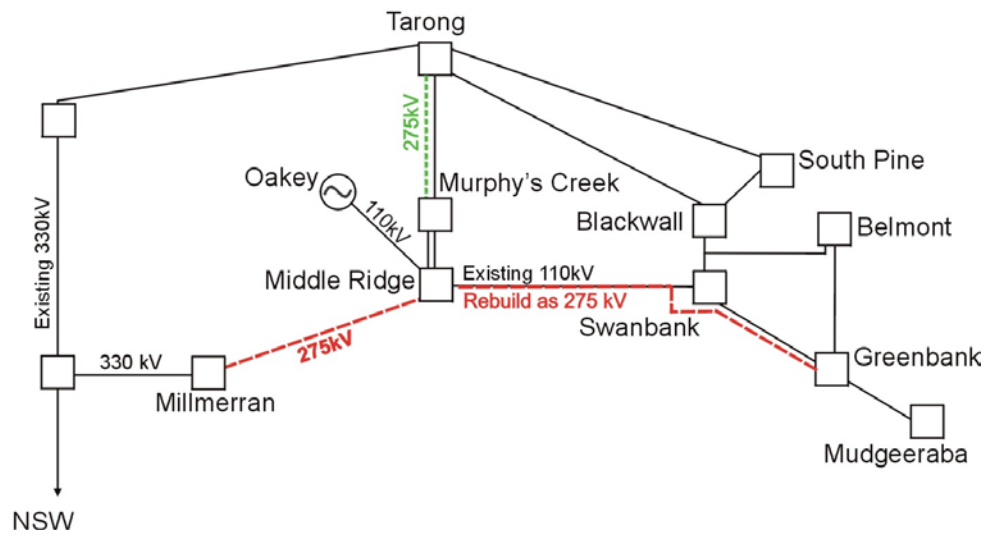 Tarong
275kV
South Pine
Oakey
Murphy's Creek
110kV
Blackwall
Belmont
Existing 330kV
Middle Ridge
Existing 110kV
Rebuild as 275 kV
Swanbank
275kV
330 kV
Greenbank
Millmerran
Mudgeeraba
NSW